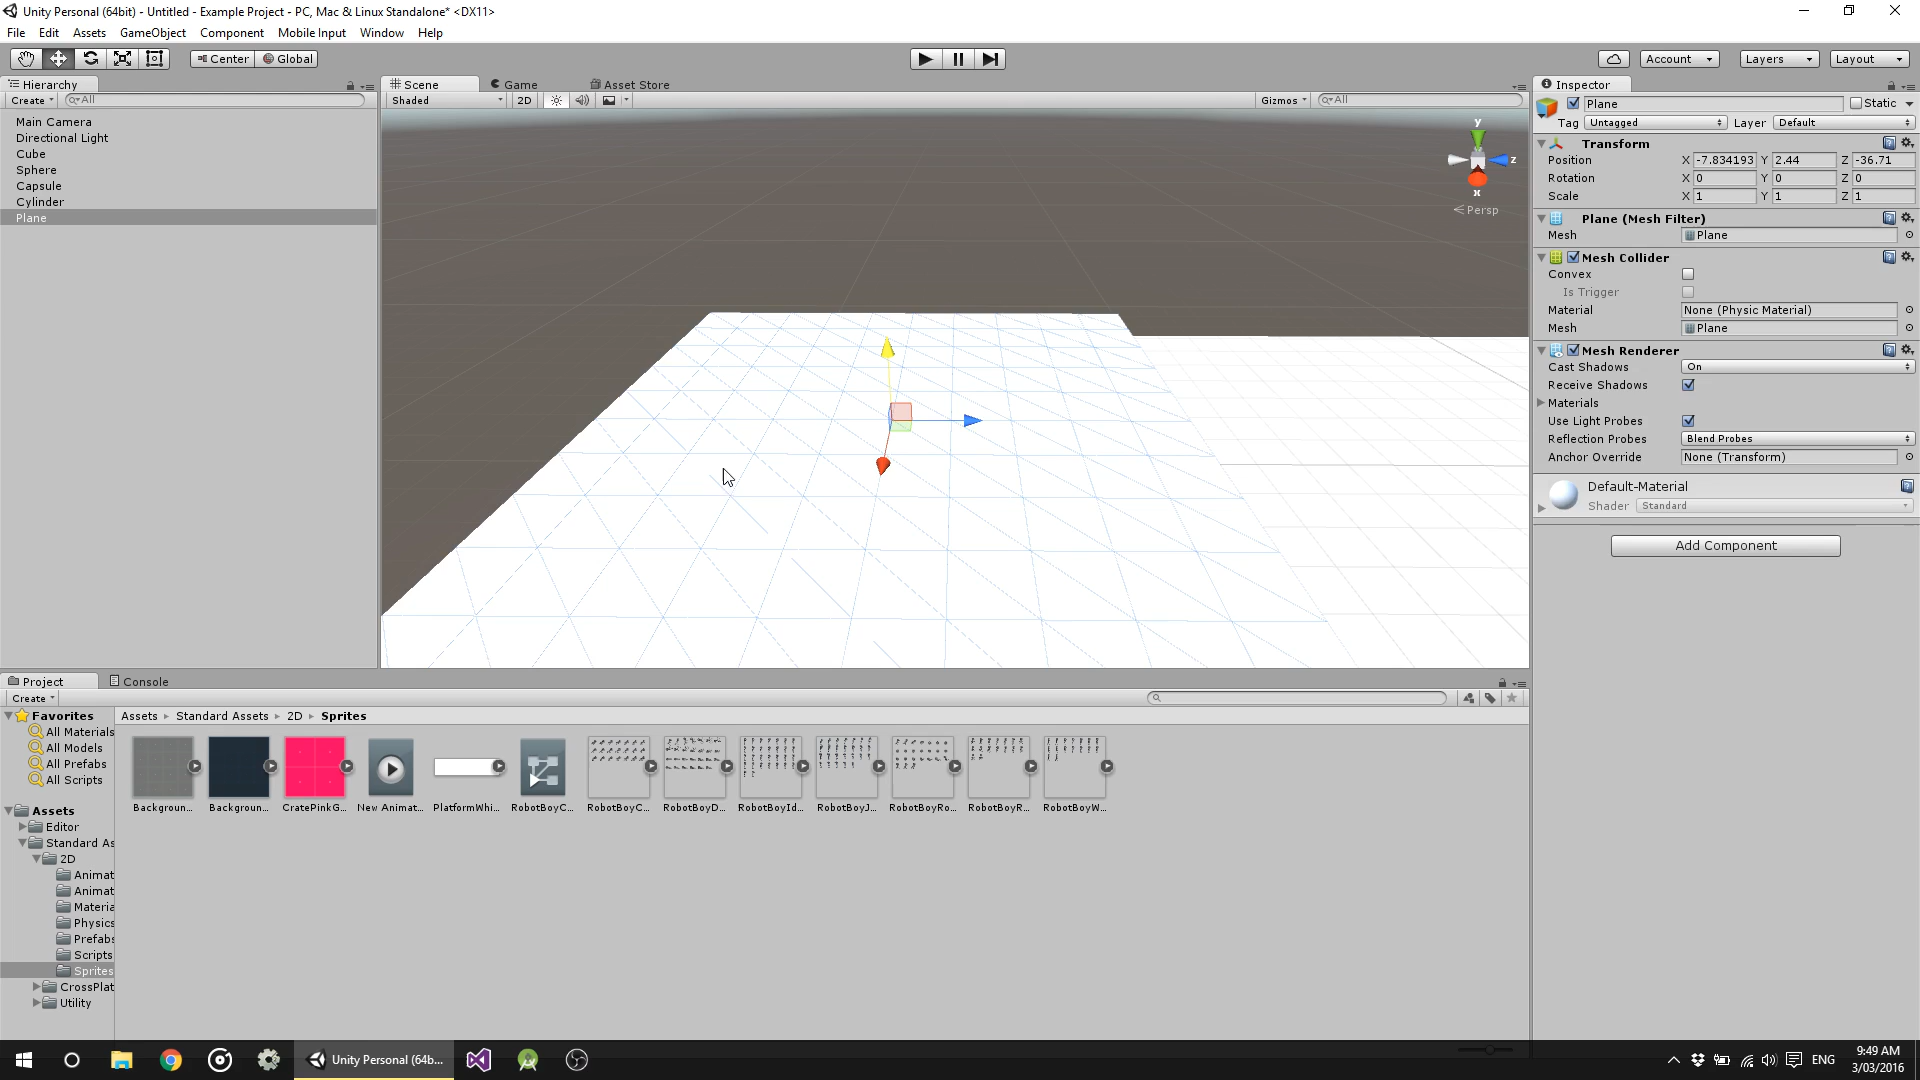 Unity Personal (64bit) - Untitled - Example Project - PC, Mac & Linux Standalone* <DX11>
File Edit Assets GameObject Component Mobile Input Window Help
Center Global
Account Layers Layout
Hierarchy
Create All
Main Camera
Directional Light
Cube
Sphere
Capsule
Cylinder
Plane
Scene Game Asset Store
Shaded 2D Gizmos All
y
z
x
Persp
Inspector
Plane Static
Tag Untagged Layer Default
Transform
Position X -7.834193 Y 2.44 Z -36.71
Rotation X 0 Y 0 Z 0
Scale X 1 Y 1 Z 1
Plane (Mesh Filter)
Mesh Plane
Mesh Collider
Convex
Is Trigger
Material None (Physic Material)
Mesh Plane
Mesh Renderer
Cast Shadows On
Receive Shadows
Materials
Use Light Probes
Reflection Probes Blend Probes
Anchor Override None (Transform)
Default-Material
Shader Standard
Add Component
Project Console
Create
Favorites
All Materials
All Models
All Prefabs
All Scripts
Assets
Editor
Standard As
2D
Animat
Animat
Materia
Physics
Prefabs
Scripts
Sprites
CrossPlat
Utility
Assets Standard Assets 2D Sprites
Backgroun... Backgroun... CratePinkG... New Animat... PlatformWhi... RobotBoyC... RobotBoyC... RobotBoyD... RobotBoyId... RobotBoyJ... RobotBoyRo... RobotBoyR... RobotBoyW...
Unity Personal (64b...
ENG
9:49 AM
3/03/2016